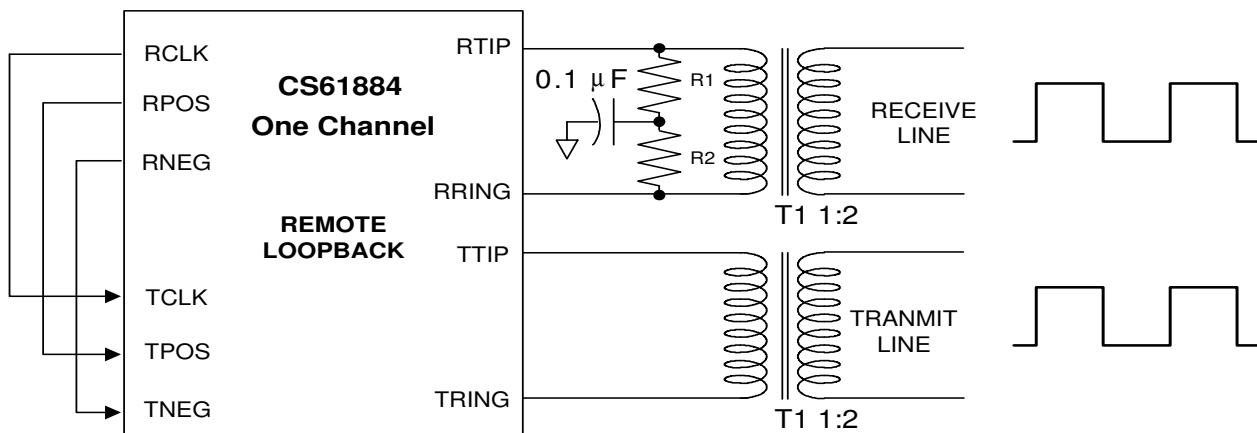 RCLK
RPOS
RNEG
TCLK
TPOS
TNEG
CS61884
One Channel
REMOTE
LOOPBACK
RTIP
RRING
TTIP
TRING
0.1 μF
R1
R2
T1 1:2
RECEIVE
LINE
TRANMIT
LINE
T1 1:2